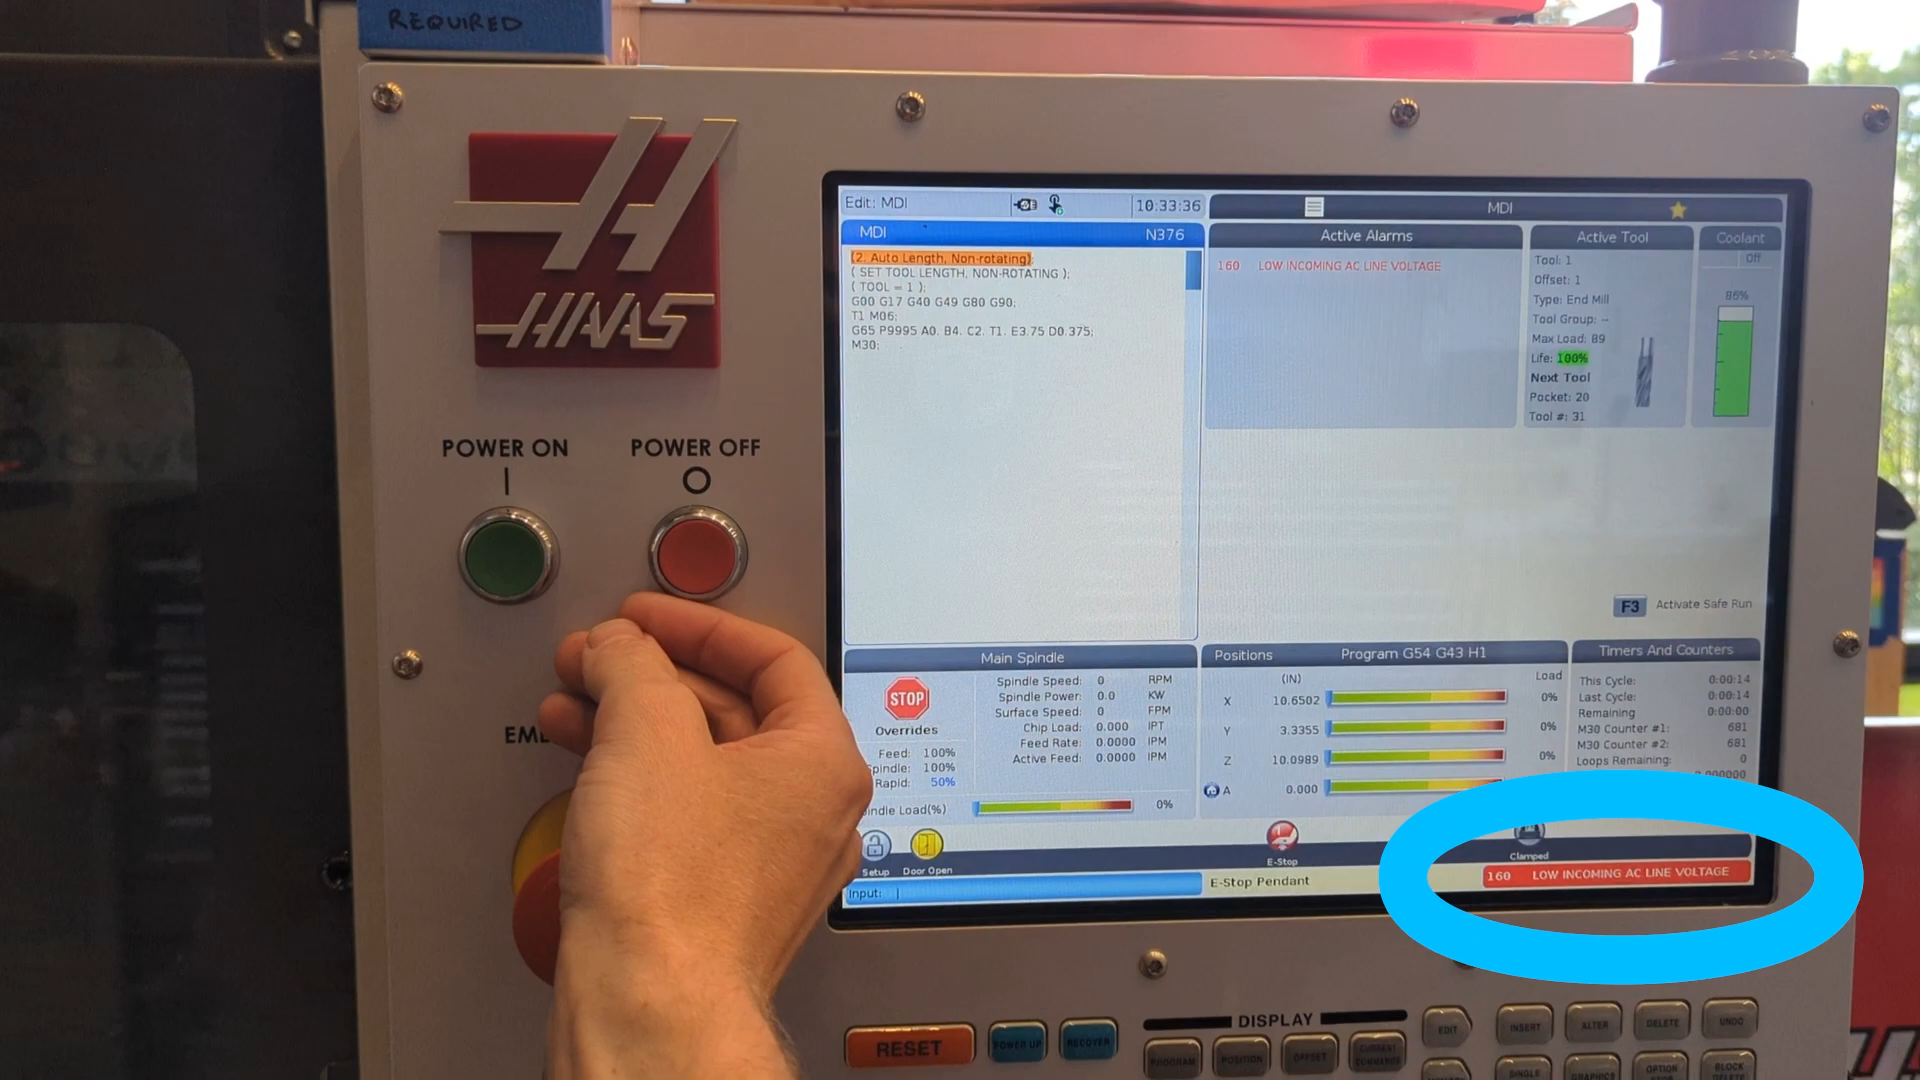 REQUIRED
HAAS
POWER ON
POWER OFF
Edit: MDI
10:33:36
MDI
MDI N376
(2. Auto Length, Non-rotating);
( SET TOOL LENGTH, NON-ROTATING );
( TOOL = 1 );
G00 G17 G40 G49 G80 G90;
T1 M06;
G65 P9995 A0. B4. C2. T1. E3.75 D0.375;
M30;
Active Alarms
160 LOW INCOMING AC LINE VOLTAGE
Active Tool
Tool: 1
Offset: 1
Type: End Mill
Tool Group: --
Max Load: 89
Life: 100%
Next Tool
Pocket: 20
Tool #: 31
Coolant
Off
86%
F3 Activate Safe Run
Main Spindle
STOP
Overrides
Feed: 100%
Spindle: 100%
Rapid: 50%
Spindle Speed: 0 RPM
Spindle Power: 0.0 KW
Surface Speed: 0 FPM
Chip Load: 0.000 IPT
Feed Rate: 0.0000 IPM
Active Feed: 0.0000 IPM
indle Load(%) 0%
Positions Program G54 G43 H1
(IN) Load
X 10.6502 0%
Y 3.3355 0%
Z 10.0989 0%
A 0.000
Timers And Counters
This Cycle: 0:00:14
Last Cycle: 0:00:14
Remaining 0:00:00
M30 Counter #1: 681
M30 Counter #2: 681
Loops Remaining: 0
EME
Setup
Door Open
E-Stop
Clamped
Input:
E-Stop Pendant
160 LOW INCOMING AC LINE VOLTAGE
RESET
POWER UP
RECOVER
DISPLAY
PROGRAM
POSITION
OFFSET
CURRENT
COMMANDS
EDIT
INSERT
ALTER
DELETE
UNDO
SINGLE
GRAPHICS
OPTION
STOP
BLOCK
DELETE